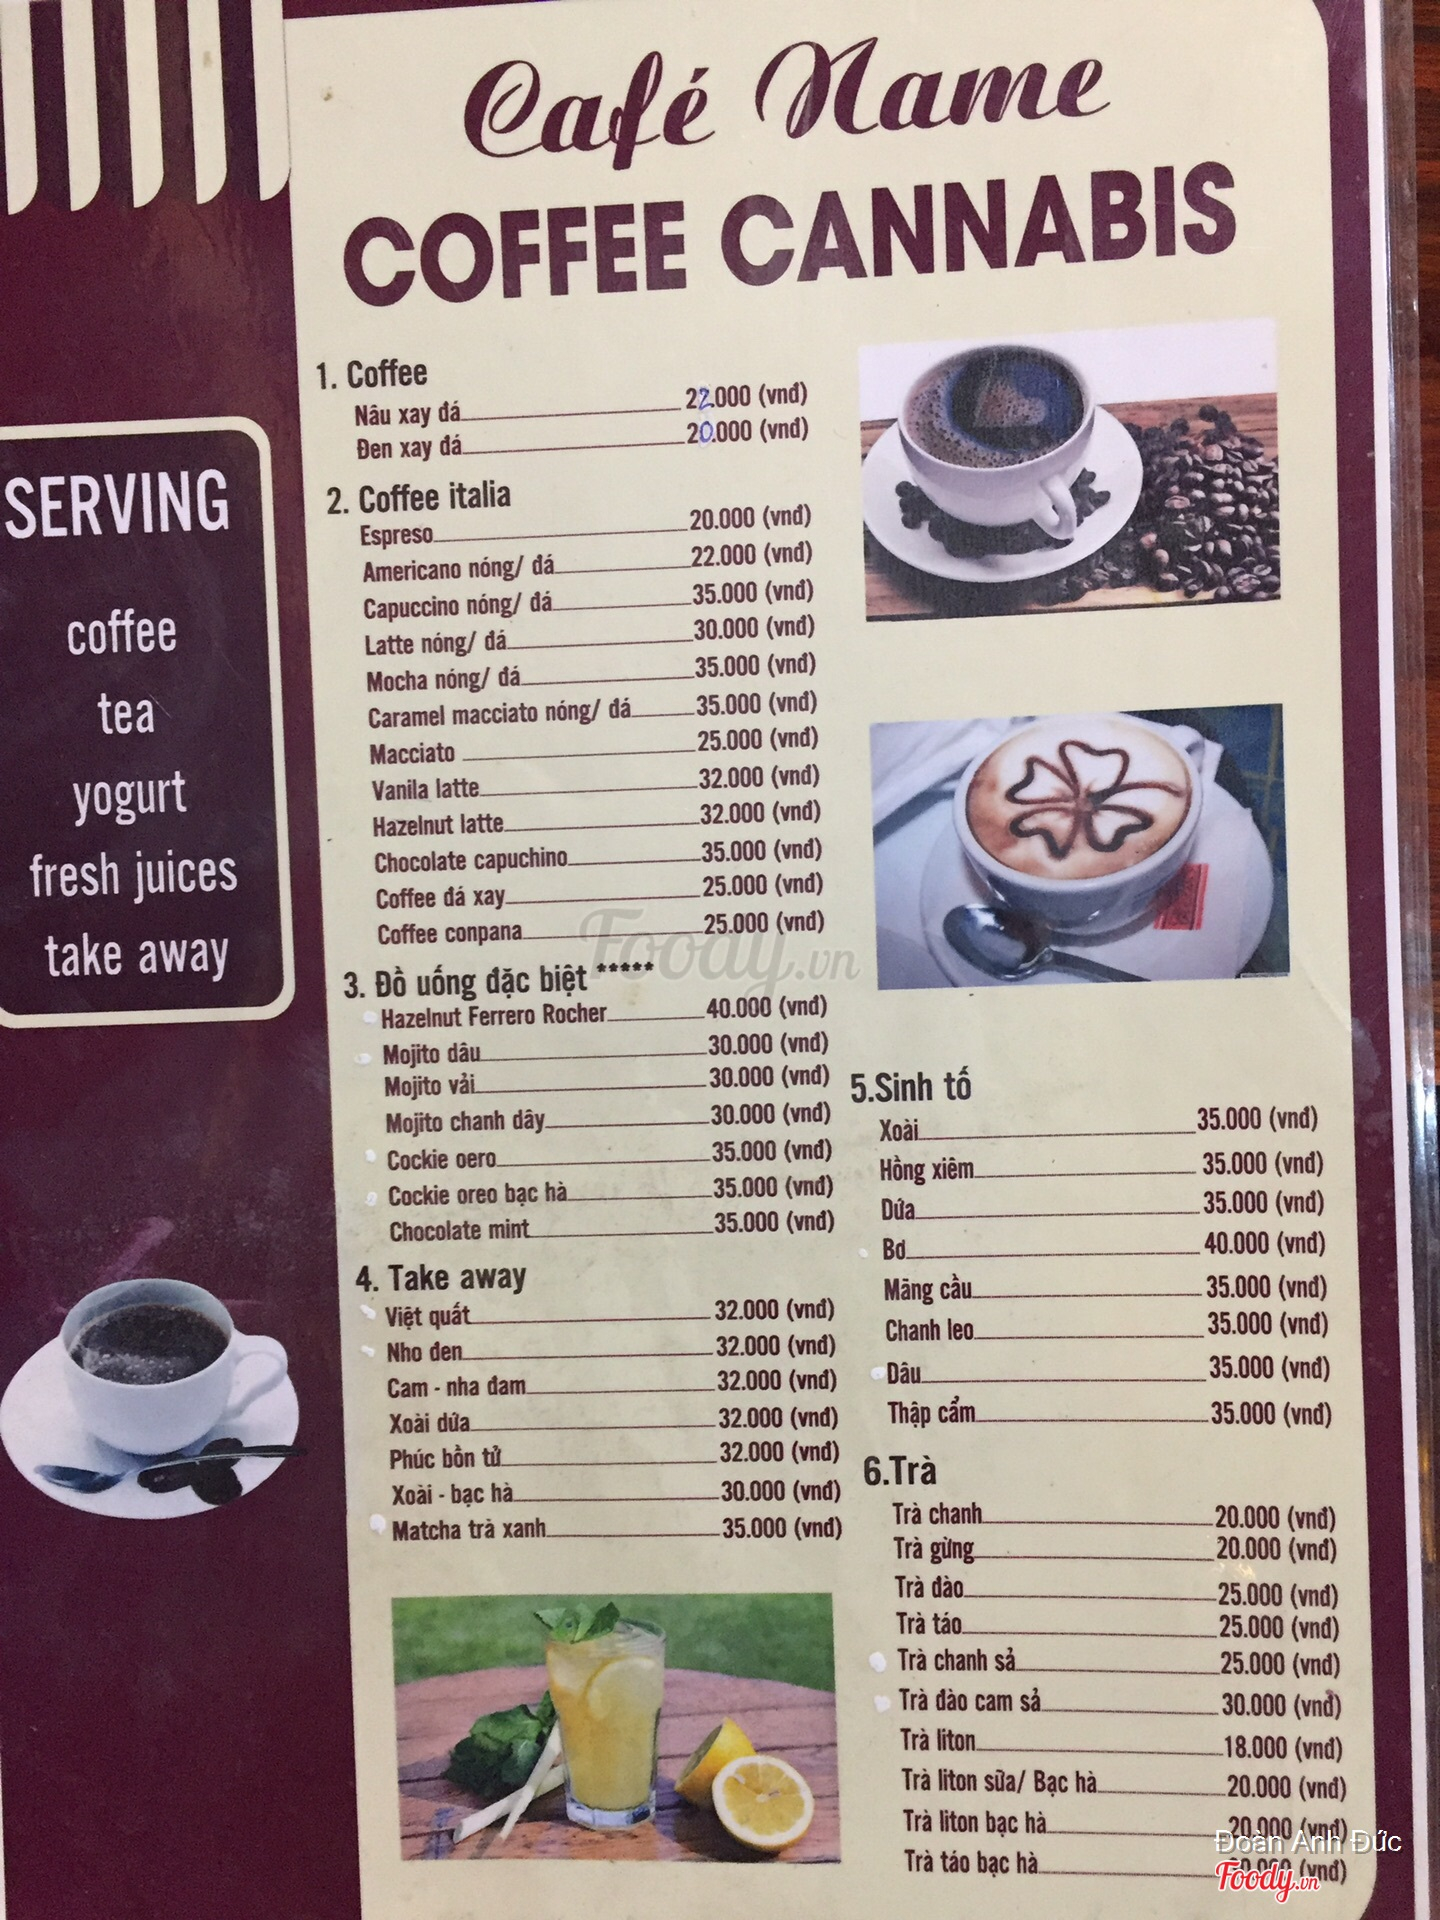 Café Name
COFFEE CANNABIS
SERVING
coffee
tea
yogurt
fresh juices
take away
1. Coffee
Nâu xay đá 22.000 (vnđ)
Đen xay đá 20.000 (vnđ)
2. Coffee italia
Espreso 20.000 (vnđ)
Americano nóng/ đá 22.000 (vnđ)
Capuccino nóng/ đá 35.000 (vnđ)
Latte nóng/ đá 30.000 (vnđ)
Mocha nóng/ đá 35.000 (vnđ)
Caramel macciato nóng/ đá 35.000 (vnđ)
Macciato 25.000 (vnđ)
Vanila latte 32.000 (vnđ)
Hazelnut latte 32.000 (vnđ)
Chocolate capuchino 35.000 (vnđ)
Coffee đá xay 25.000 (vnđ)
Coffee conpana 25.000 (vnđ)
Foody.vn
3. Đồ uống đặc biệt *****
Hazelnut Ferrero Rocher 40.000 (vnđ)
Mojito dâu 30.000 (vnđ)
Mojito vải 30.000 (vnđ)
Mojito chanh dây 30.000 (vnđ)
Cockie oero 35.000 (vnđ)
Cockie oreo bạc hà 35.000 (vnđ)
Chocolate mint 35.000 (vnđ)
4. Take away
Việt quất 32.000 (vnđ)
Nho đen 32.000 (vnđ)
Cam - nha đam 32.000 (vnđ)
Xoài dứa 32.000 (vnđ)
Phúc bồn tử 32.000 (vnđ)
Xoài - bạc hà 30.000 (vnđ)
Matcha trà xanh 35.000 (vnđ)
5.Sinh tố
Xoài 35.000 (vnđ)
Hồng xiêm 35.000 (vnđ)
Dứa 35.000 (vnđ)
Bơ 40.000 (vnđ)
Mãng cầu 35.000 (vnđ)
Chanh leo 35.000 (vnđ)
Dâu 35.000 (vnđ)
Thập cẩm 35.000 (vnđ)
6.Trà
Trà chanh 20.000 (vnđ)
Trà gừng 20.000 (vnđ)
Trà đào 25.000 (vnđ)
Trà táo 25.000 (vnđ)
Trà chanh sả 25.000 (vnđ)
Trà đào cam sả 30.000 (vnđ)
Trà liton 18.000 (vnđ)
Trà liton sữa/ Bạc hà 20.000 (vnđ)
Trà liton bạc hà 20.000 (vnđ)
Trà táo bạc hà (vnđ)
Đoàn Anh Đức
Foody.vn